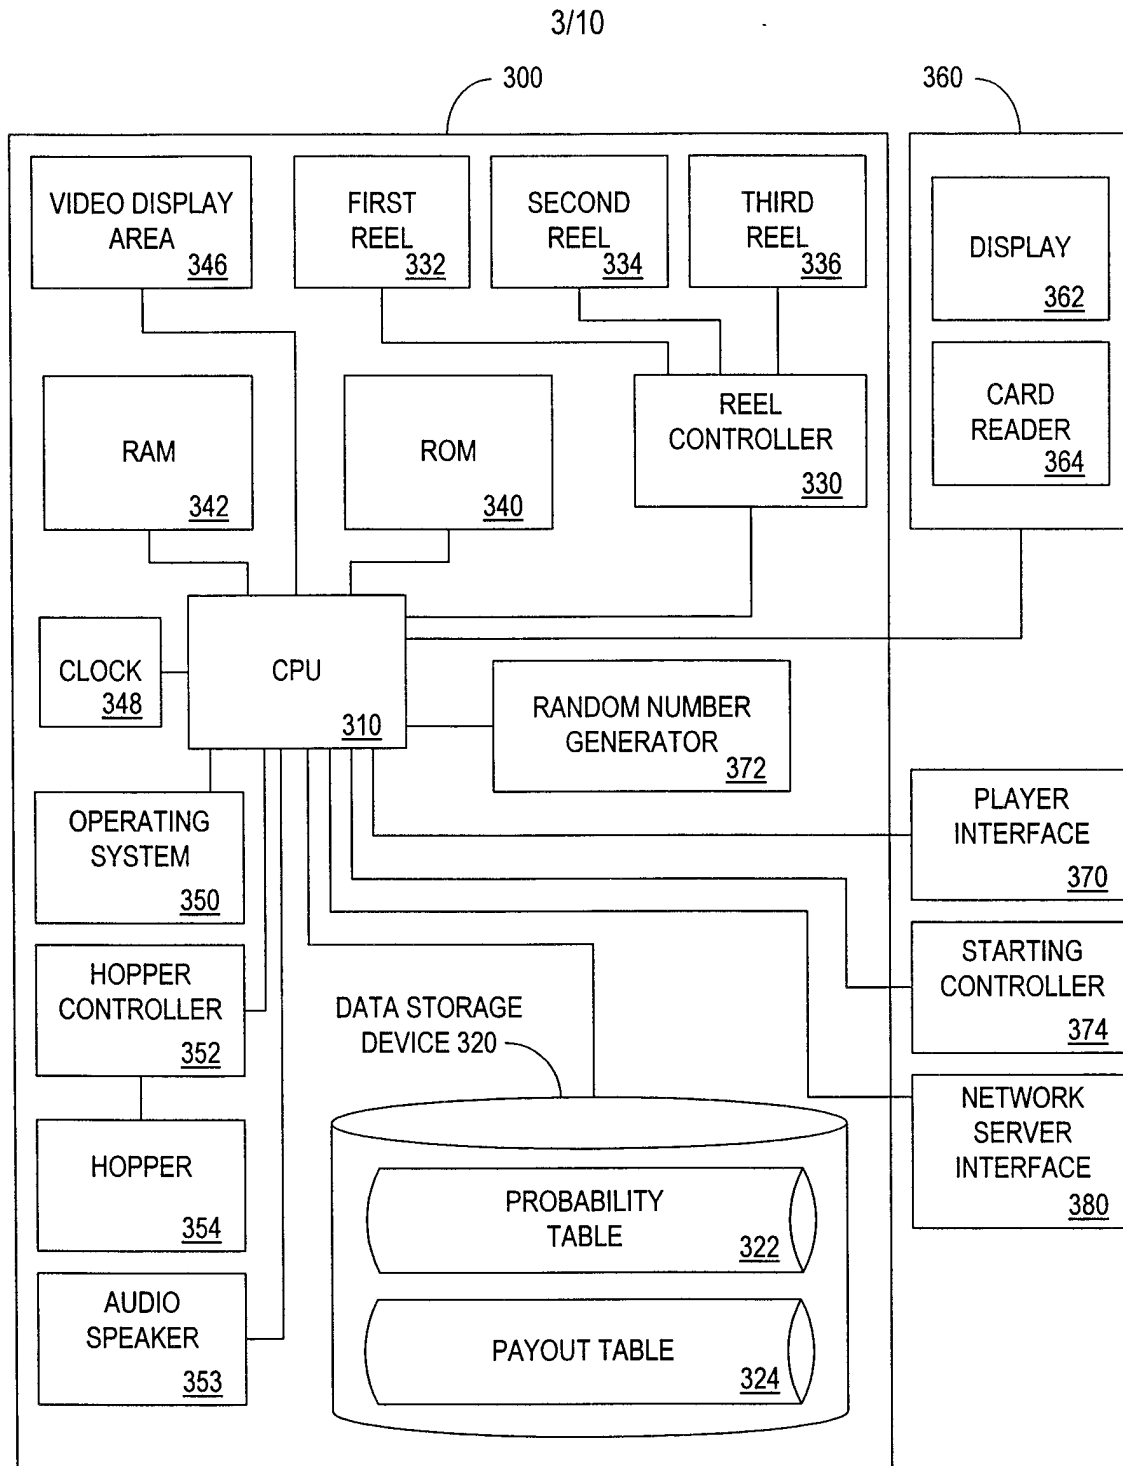 3/10
300
360
VIDEO DISPLAY
AREA
346
FIRST
REEL
332
SECOND
REEL
334
THIRD
REEL
336
DISPLAY
362
RAM
342
ROM
340
REEL
CONTROLLER
330
CARD
READER
364
CLOCK
348
CPU
310
RANDOM NUMBER
GENERATOR
372
OPERATING
SYSTEM
350
PLAYER
INTERFACE
370
HOPPER
CONTROLLER
352
STARTING
CONTROLLER
374
DATA STORAGE
DEVICE 320
NETWORK
SERVER
INTERFACE
380
HOPPER
354
PROBABILITY
TABLE
322
AUDIO
SPEAKER
353
PAYOUT TABLE
324